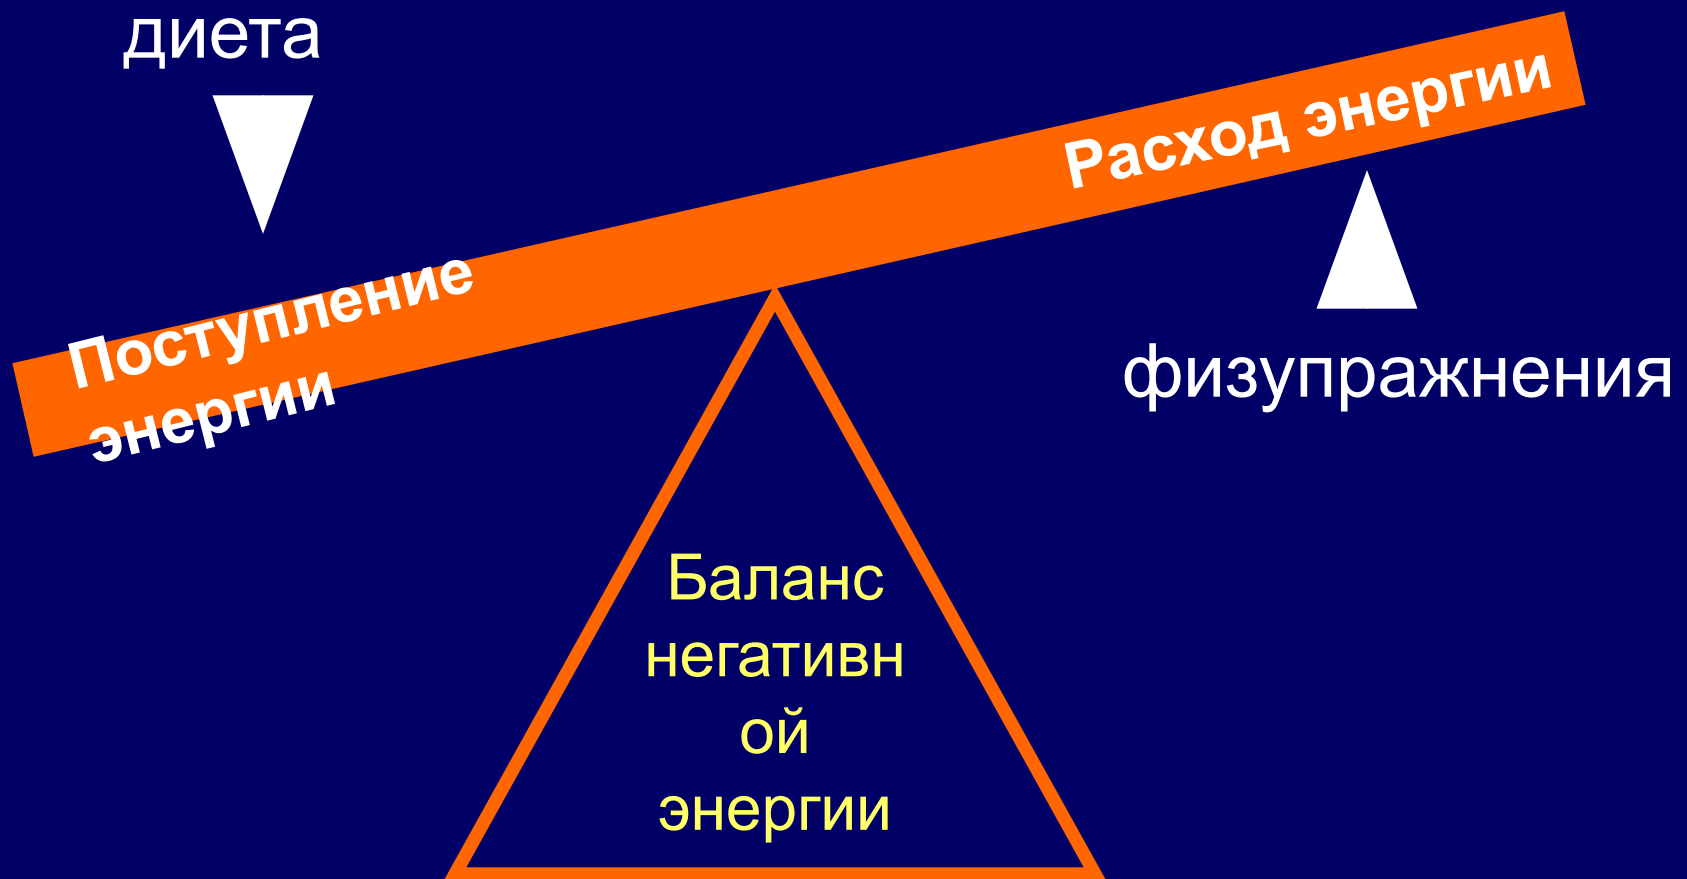 диета
Расход энергии
Поступление
энергии
физупражнения
Баланс
негативн
ой
энергии